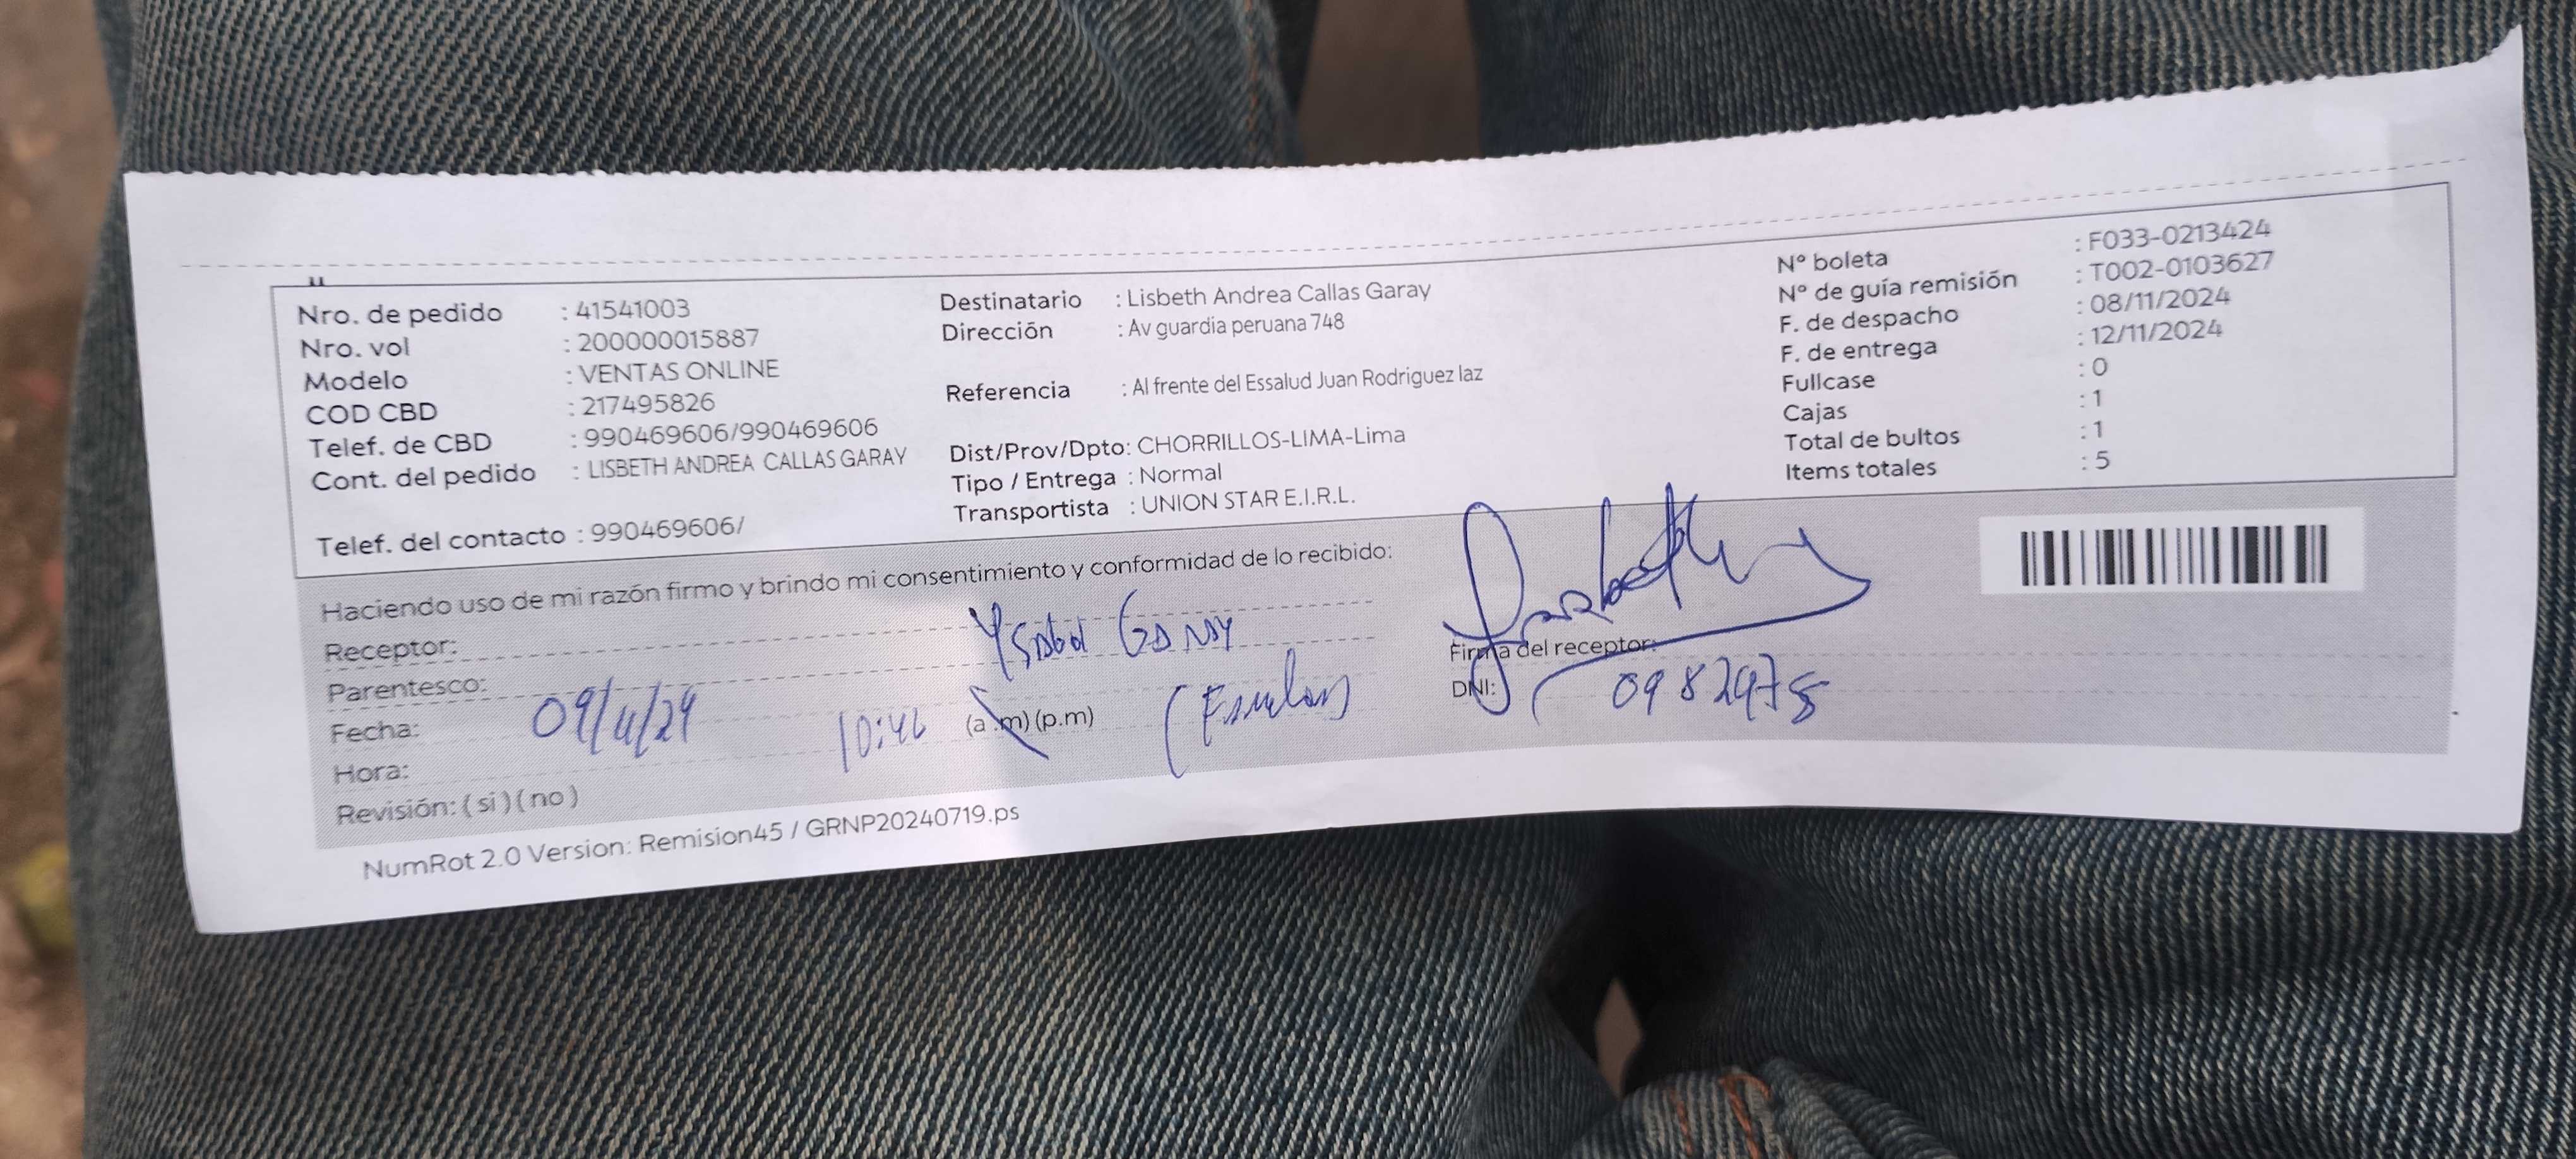 Nro. de pedido : 41541003
Nro. vol : 200000015887
Modelo : VENTAS ONLINE
COD CBD : 217495826
Telef. de CBD : 990469606/990469606
Cont. del pedido : LISBETH ANDREA CALLAS GARAY
Telef. del contacto : 990469606/
Destinatario : Lisbeth Andrea Callas Garay
Dirección : Av guardia peruana 748
Referencia : Al frente del Essalud Juan Rodriguez laz
Dist/Prov/Dpto: CHORRILLOS-LIMA-Lima
Tipo / Entrega : Normal
Transportista : UNION STAR E.I.R.L.
N° boleta : F033-0213424
N° de guía remisión : T002-0103627
F. de despacho : 08/11/2024
F. de entrega : 12/11/2024
Fullcase : 0
Cajas : 1
Total de bultos : 1
Items totales : 5
Haciendo uso de mi razón firmo y brindo mi consentimiento y conformidad de lo recibido:
Receptor: Ysabel Garay
Parentesco:
Fecha: 09/11/24
Hora: 10:46 (a.m) (p.m)
Revisión: ( si ) ( no )
Firma del receptor:
DNI: 09829758
NumRot 2.0 Version: Remision45 / GRNP20240719.ps